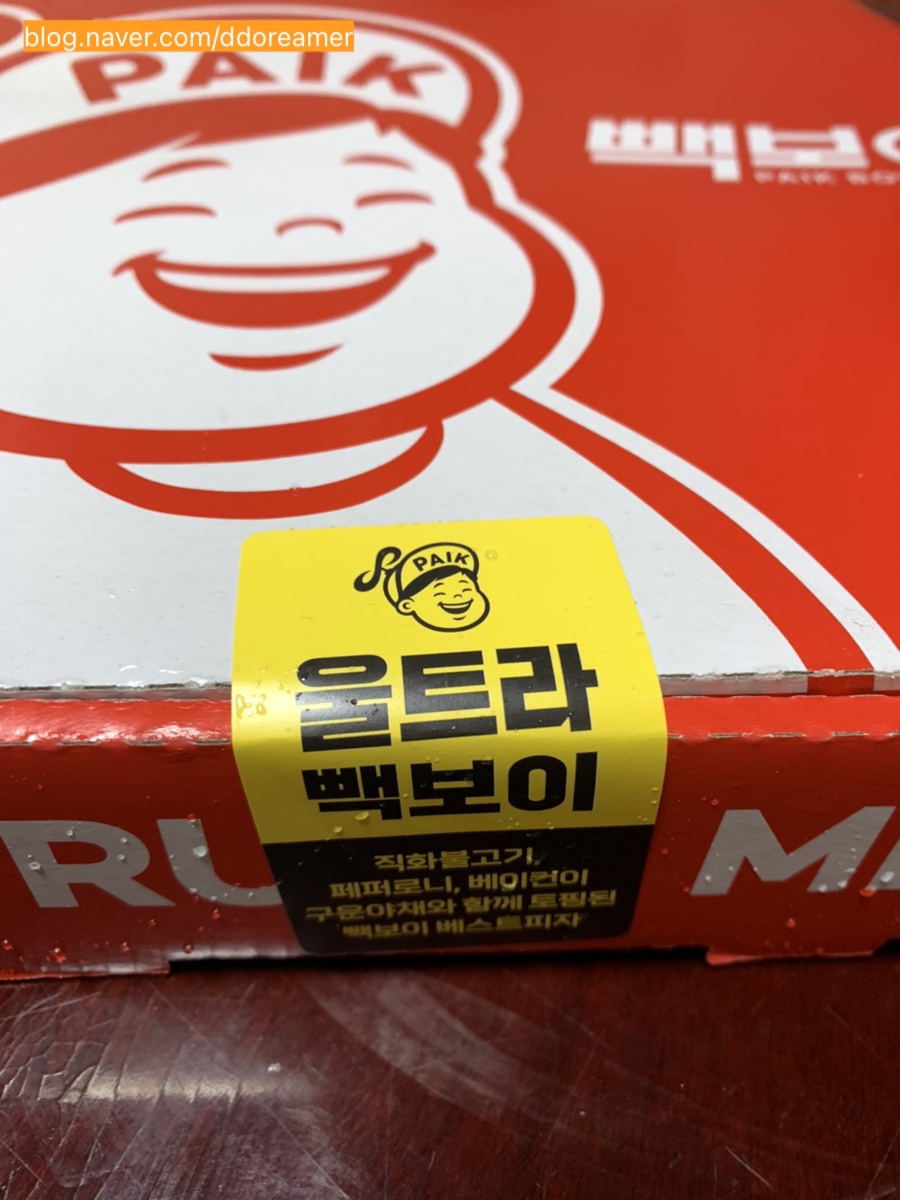 blog.naver.com/ddoreamer
PAIK
빽보
PAIK
PAIK
울트라
빽보이
직화불고기,
페퍼로니, 베이컨이
구운야채와 함께 토핑된
빽보이 베스트피자
RU
M